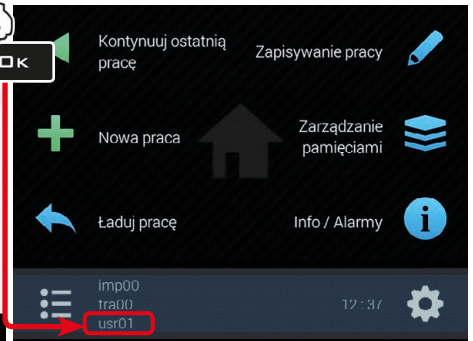 OK
Kontynuuj ostatnią
pracę
Zapisywanie pracy
Nowa praca
Zarządzanie
pamięciami
Ładuj pracę
Info / Alarmy
imp00
tra00
12:37
usr01